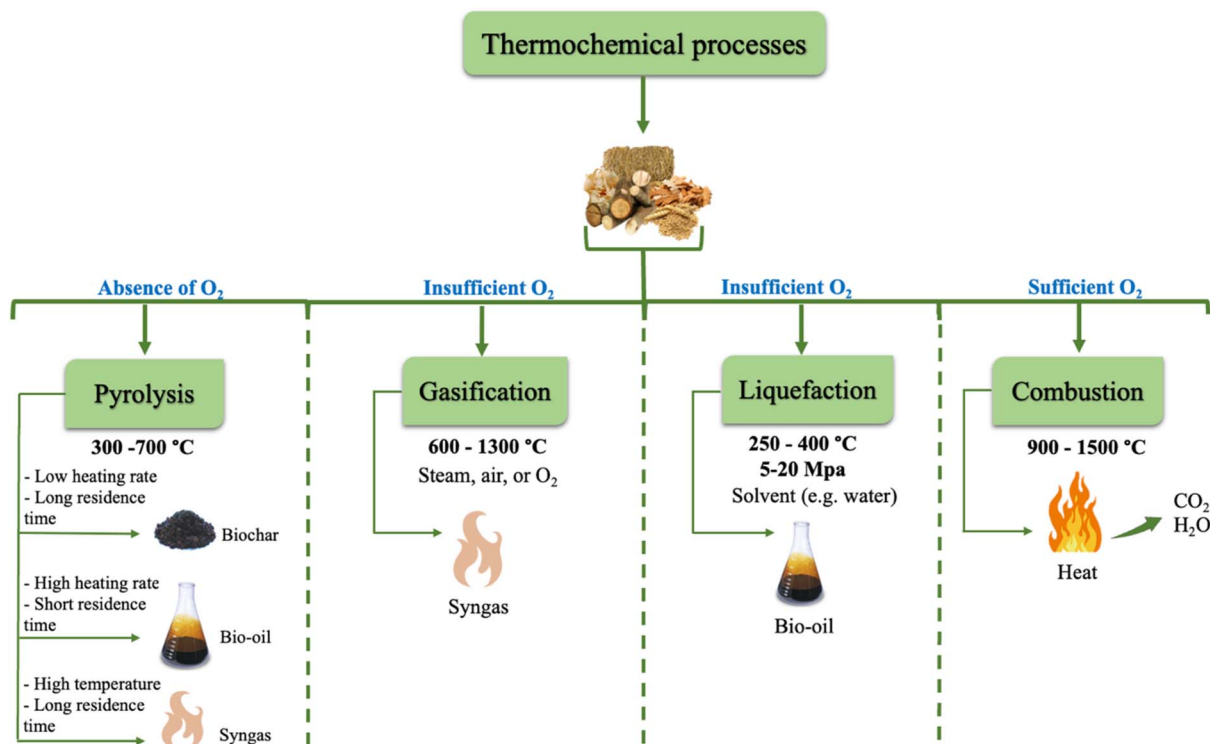 Thermochemical processes
Absence of O₂
Insufficient O₂
Insufficient O₂
Sufficient O₂
Pyrolysis
300 -700 °C
- Low heating rate
- Long residence
time
Biochar
- High heating rate
- Short residence
time
Bio-oil
- High temperature
- Long residence
time
Syngas
Gasification
600 - 1300 °C
Steam, air, or O₂
Syngas
Liquefaction
250 - 400 °C
5-20 Mpa
Solvent (e.g. water)
Bio-oil
Combustion
900 - 1500 °C
Heat
CO₂
H₂O